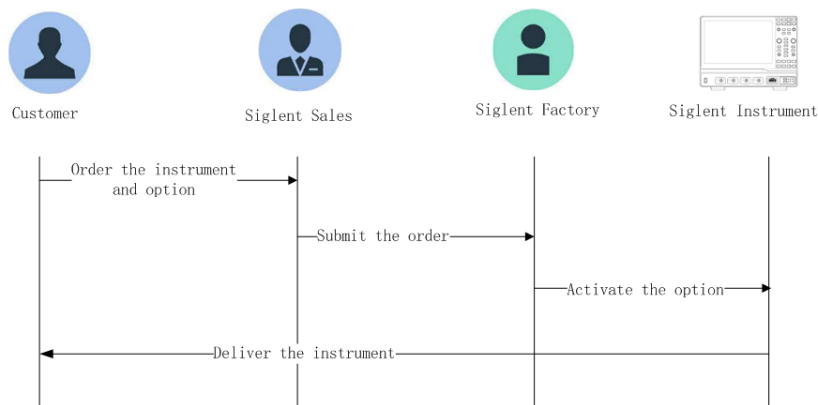 Customer
Siglent Sales
Siglent Factory
Siglent Instrument
Order the instrument
and option
Submit the order
Activate the option
Deliver the instrument